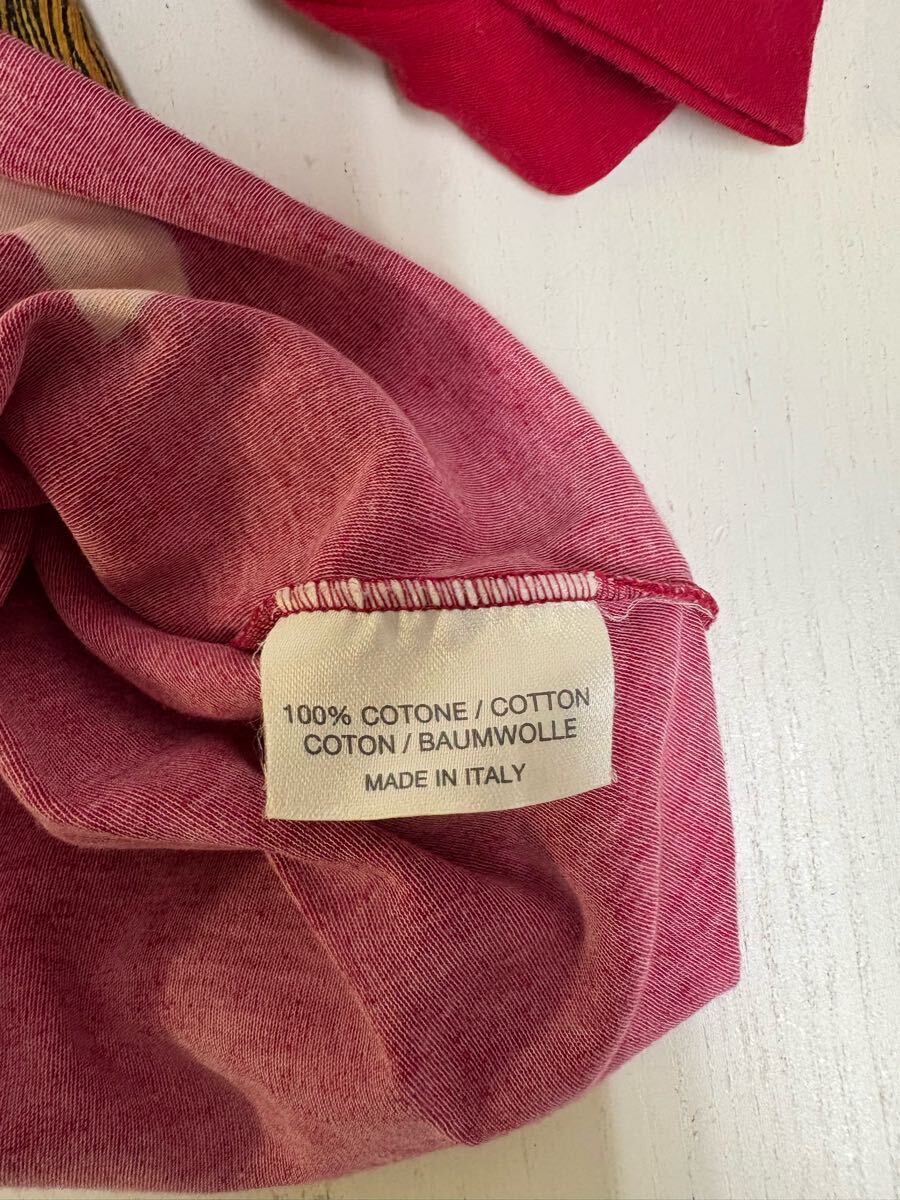 100% COTONE / COTTON
COTON / BAUMWOLLE
MADE IN ITALY